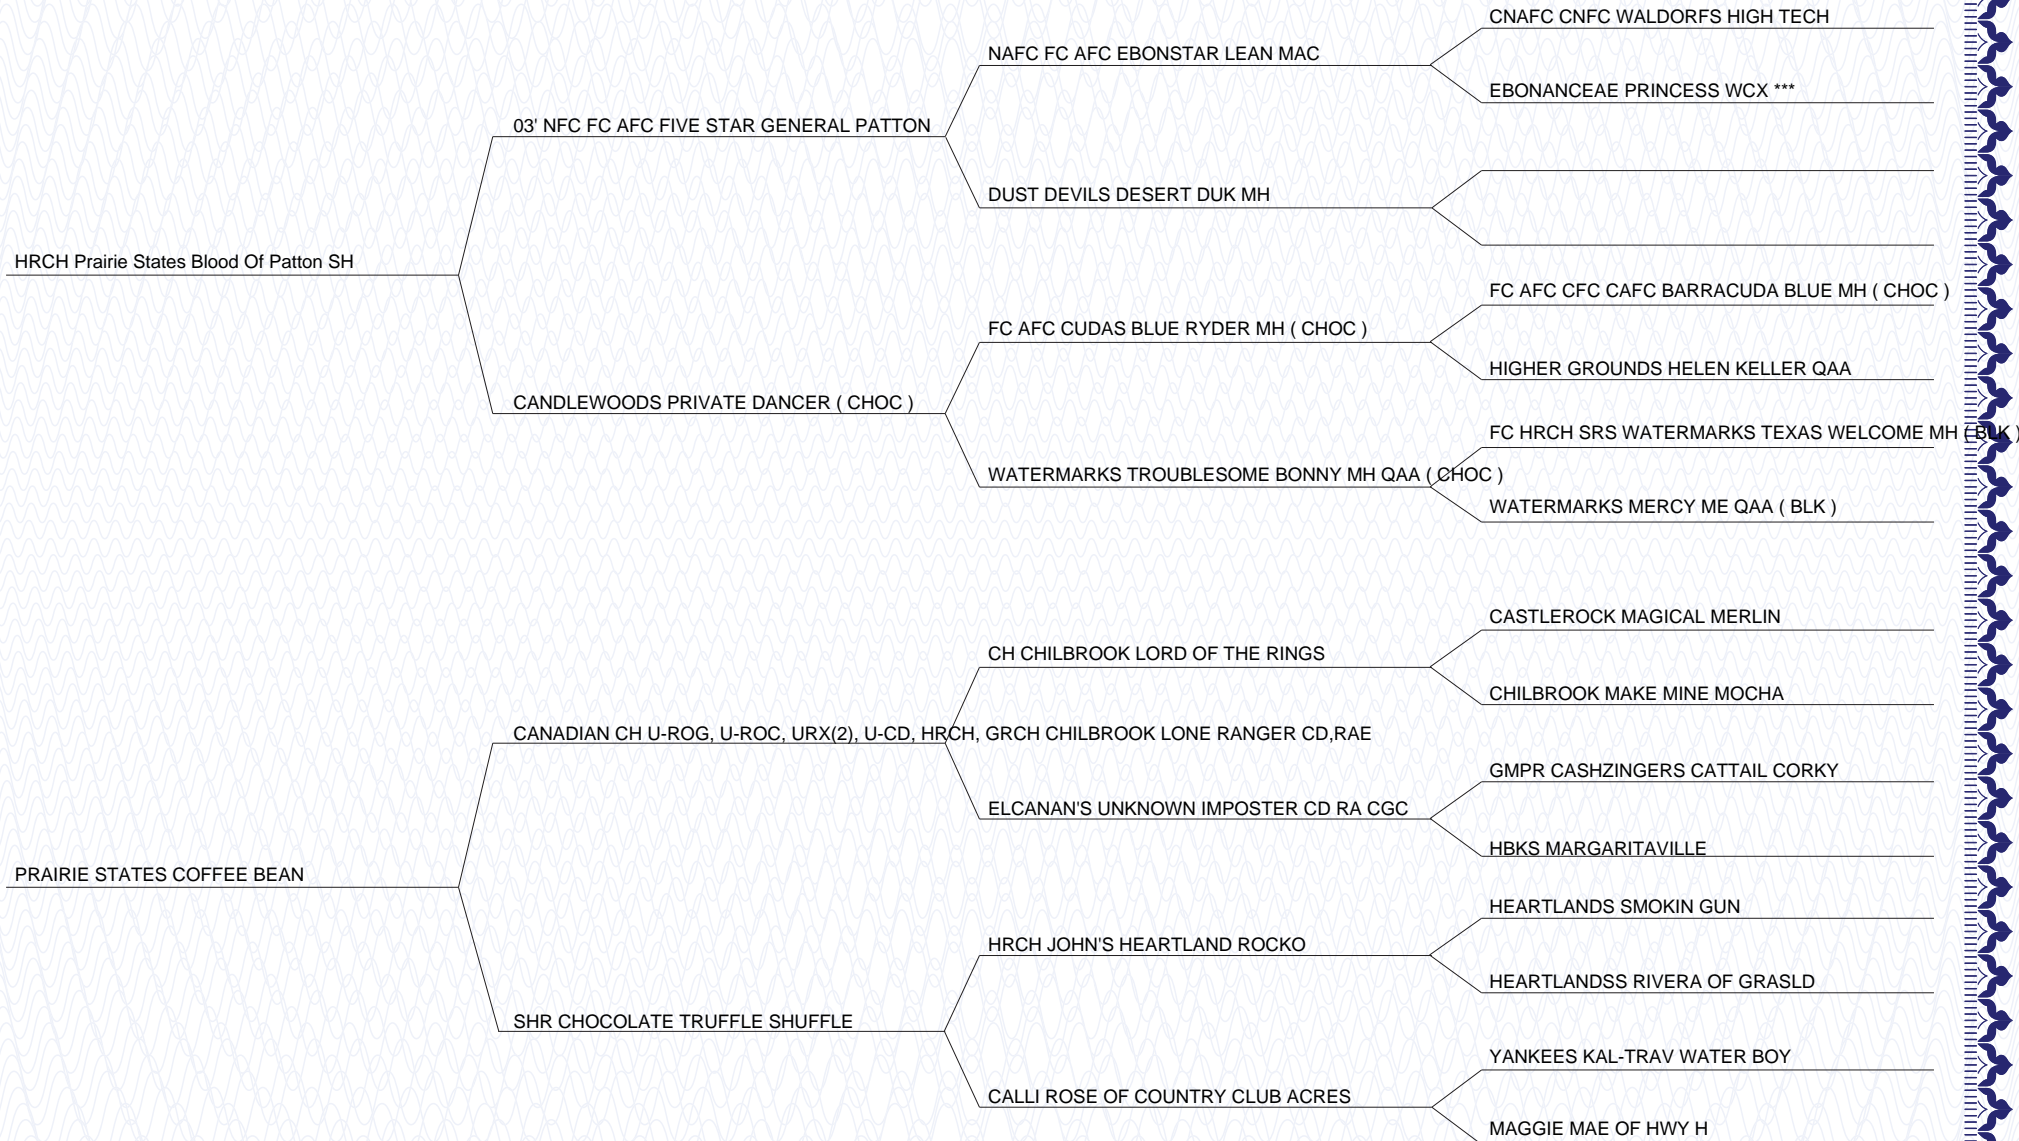 CNAFC CNFC WALDORFS HIGH TECH
NAFC FC AFC EBONSTAR LEAN MAC
EBONANCEAE PRINCESS WCX ***
03' NFC FC AFC FIVE STAR GENERAL PATTON
DUST DEVILS DESERT DUK MH
HRCH Prairie States Blood Of Patton SH
FC AFC CFC CAFC BARRACUDA BLUE MH ( CHOC )
FC AFC CUDAS BLUE RYDER MH ( CHOC )
HIGHER GROUNDS HELEN KELLER QAA
CANDLEWOODS PRIVATE DANCER ( CHOC )
FC HRCH SRS WATERMARKS TEXAS WELCOME MH ( BLK )
WATERMARKS TROUBLESOME BONNY MH QAA ( CHOC )
WATERMARKS MERCY ME QAA ( BLK )
CASTLEROCK MAGICAL MERLIN
CH CHILBROOK LORD OF THE RINGS
CHILBROOK MAKE MINE MOCHA
CANADIAN CH U-ROG, U-ROC, URX(2), U-CD, HRCH, GRCH CHILBROOK LONE RANGER CD,RAE
GMPR CASHZINGERS CATTAIL CORKY
ELCANAN'S UNKNOWN IMPOSTER CD RA CGC
HBKS MARGARITAVILLE
PRAIRIE STATES COFFEE BEAN
HEARTLANDS SMOKIN GUN
HRCH JOHN'S HEARTLAND ROCKO
HEARTLANDSS RIVERA OF GRASLD
SHR CHOCOLATE TRUFFLE SHUFFLE
YANKEES KAL-TRAV WATER BOY
CALLI ROSE OF COUNTRY CLUB ACRES
MAGGIE MAE OF HWY H